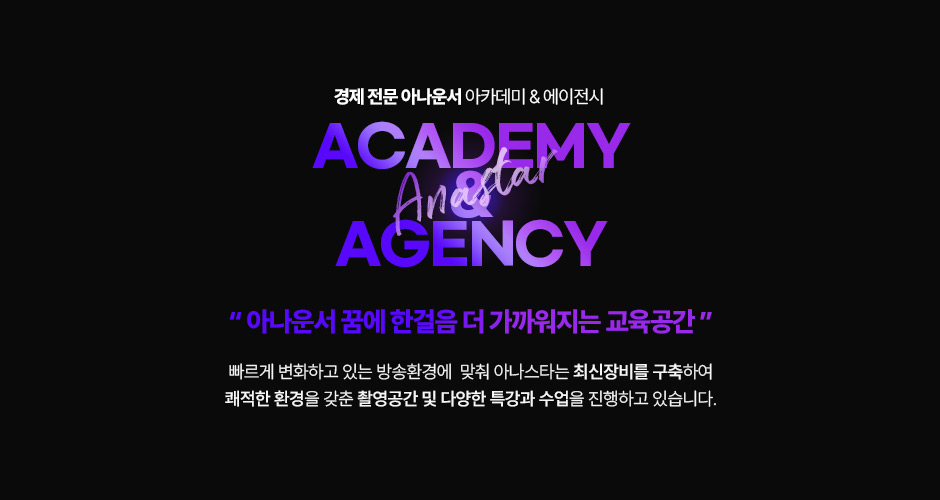 경제 전문 아나운서 아카데미 & 에이전시
ACADEMY
Anastar
&
AGENCY
“ 아나운서 꿈에 한걸음 더 가까워지는 교육공간 ”
빠르게 변화하고 있는 방송환경에 맞춰 아나스타는 최신장비를 구축하여
쾌적한 환경을 갖춘 촬영공간 및 다양한 특강과 수업을 진행하고 있습니다.